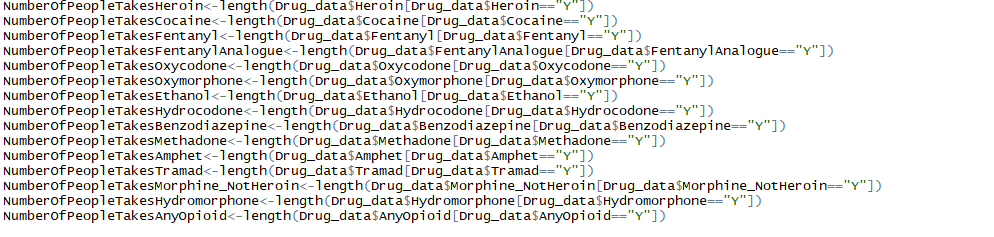 NumberOfPeopleTakesHeroin<-length(Drug_data$Heroin[Drug_data$Heroin=="Y"])
NumberOfPeopleTakesCocaine<-length(Drug_data$Cocaine[Drug_data$Cocaine=="Y"])
NumberOfPeopleTakesFentanyl<-length(Drug_data$Fentanyl[Drug_data$Fentanyl=="Y"])
NumberOfPeopleTakesFentanylAnalogue<-length(Drug_data$FentanylAnalogue[Drug_data$FentanylAnalogue=="Y"])
NumberOfPeopleTakesOxycodone<-length(Drug_data$Oxycodone[Drug_data$Oxycodone=="Y"])
NumberOfPeopleTakesOxymorphone<-length(Drug_data$Oxymorphone[Drug_data$Oxymorphone=="Y"])
NumberOfPeopleTakesEthanol<-length(Drug_data$Ethanol[Drug_data$Ethanol=="Y"])
NumberOfPeopleTakesHydrocodone<-length(Drug_data$Hydrocodone[Drug_data$Hydrocodone=="Y"])
NumberOfPeopleTakesBenzodiazepine<-length(Drug_data$Benzodiazepine[Drug_data$Benzodiazepine=="Y"])
NumberOfPeopleTakesMethadone<-length(Drug_data$Methadone[Drug_data$Methadone=="Y"])
NumberOfPeopleTakesAmphet<-length(Drug_data$Amphet[Drug_data$Amphet=="Y"])
NumberOfPeopleTakesTramad<-length(Drug_data$Tramad[Drug_data$Tramad=="Y"])
NumberOfPeopleTakesMorphine_NotHeroin<-length(Drug_data$Morphine_NotHeroin[Drug_data$Morphine_NotHeroin=="Y"])
NumberOfPeopleTakesHydromorphone<-length(Drug_data$Hydromorphone[Drug_data$Hydromorphone=="Y"])
NumberOfPeopleTakesAnyOpioid<-length(Drug_data$AnyOpioid[Drug_data$AnyOpioid=="Y"])